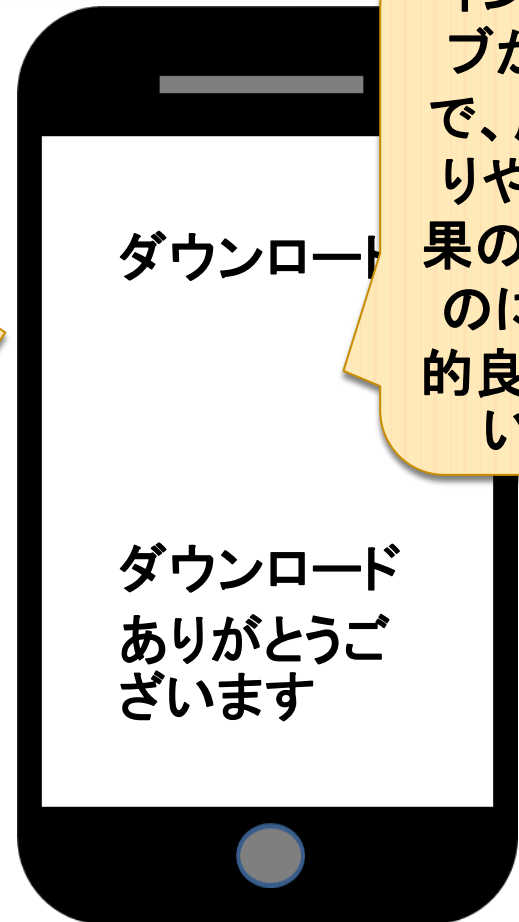 ダウンロード
ダウンロード
ありがとうご
ざいます
ブが
で、
りや
果の
のに
的良
い